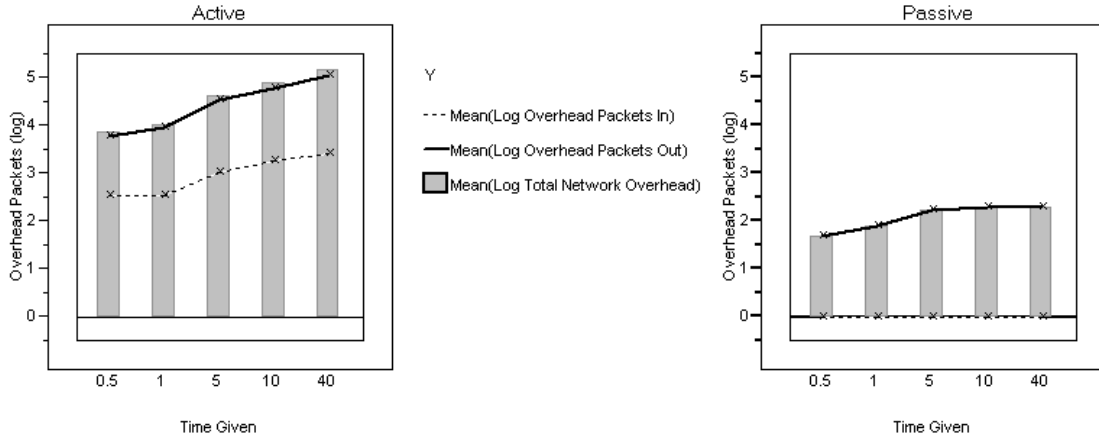 Active
Overhead Packets (log)
5
4
3
2
1
0
0.5 1 5 10 40
Time Given
Y
Mean(Log Overhead Packets In)
Mean(Log Overhead Packets Out)
Mean(Log Total Network Overhead)
Passive
Overhead Packets (log)
5
4
3
2
1
0
0.5 1 5 10 40
Time Given